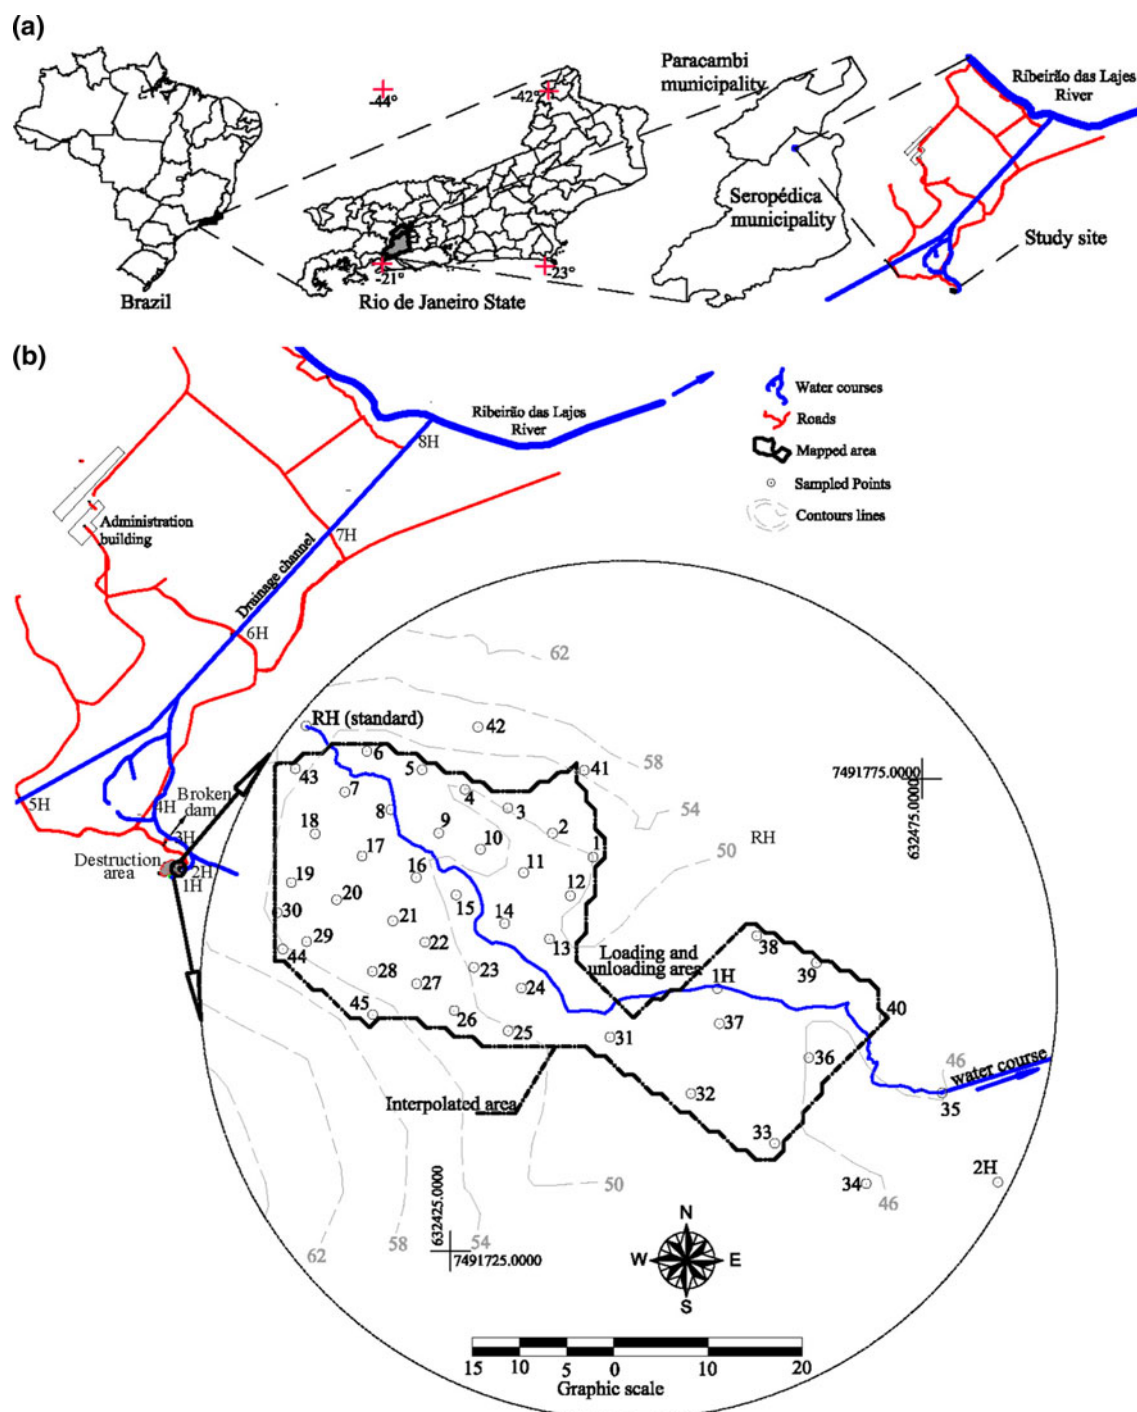 (a)
Paracambi
municipality
Ribeirão das Lajes
River
-44°
-42°
Seropédica
municipality
Study site
-21°
-23°
Brazil
Rio de Janeiro State
(b)
Water courses
Ribeirão das Lajes
River
Roads
8H
Mapped area
Sampled Points
Administration
building
Contours lines
7H
Drainage channel
6H
62
RH (standard)
42
6
58
43
5
41
7491775.0000
632475.0000
7
4
3
54
5H
4H
Broken
dam
8
18
9
2
3H
10
50
RH
1
Destruction
area
17
16
11
2H
1H
19
20
15
12
30
21
14
29
22
13
38
44
Loading and
unloading area
39
28
23
1H
27
24
40
45
26
37
25
31
36
46
water course
Interpolated area
32
35
33
2H
34
50
46
632425.0000
62
58
54
7491725.0000
N
W
E
S
15
10
5
0
10
20
Graphic scale